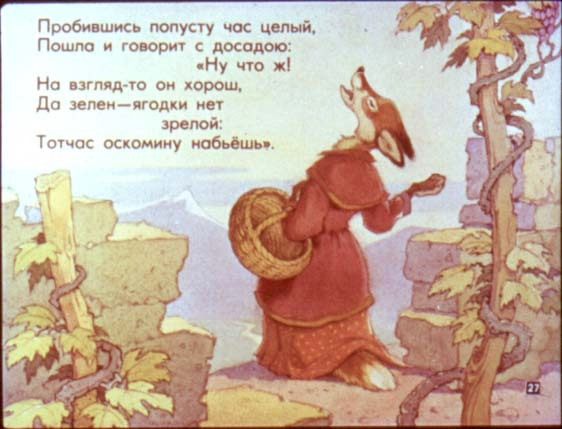 Пробившись попусту час целый,
Пошла и говорит с досадою:
«Ну что ж!
На взгляд-то он хорош,
Да зелен—ягодки нет
зрелой:
Тотчас оскомину набьёшь».
27